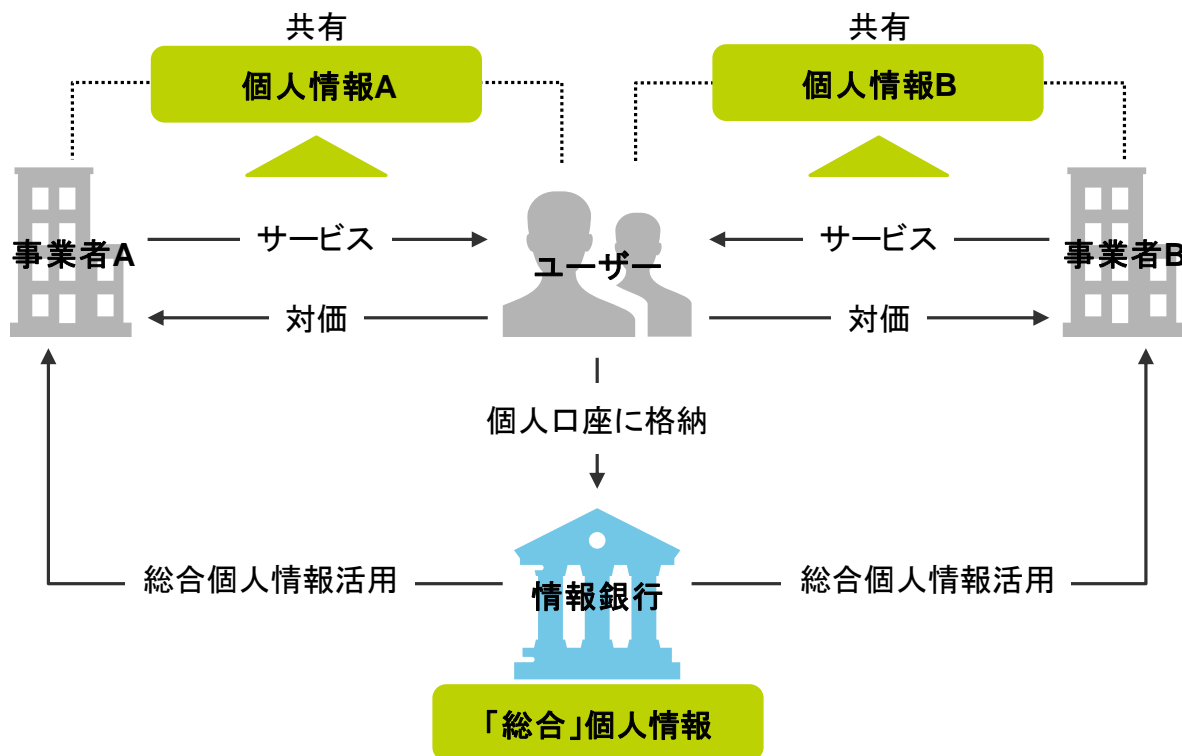 共有
共有
個人情報A
個人情報B
サービス
サービス
事業者A
ユーザー
事業者B
対価
対価
個人口座に格納
総合個人情報活用
情報銀行
総合個人情報活用
「総合」個人情報